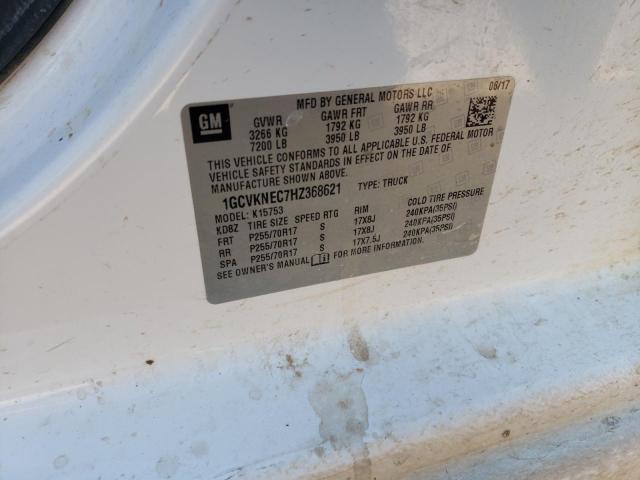 GM
MFD BY GENERAL MOTORS LLC 08/17
GVWR GAWR FRT GAWR RR
3266 KG 1792 KG 1792 KG
7200 LB 3950 LB 3950 LB
THIS VEHICLE CONFORMS TO ALL APPLICABLE U.S. FEDERAL MOTOR
VEHICLE SAFETY STANDARDS IN EFFECT ON THE DATE OF
MANUFACTURE SHOWN ABOVE.
1GCVKNEC7HZ368621 TYPE: TRUCK
MODEL: K15753
KD8Z TIRE SIZE SPEED RTG RIM COLD TIRE PRESSURE
FRT P255/70R17 S 17X8J 240KPA(35PSI)
RR P255/70R17 S 17X8J 240KPA(35PSI)
SPA P255/70R17 S 17X7.5J 240KPA(35PSI)
SEE OWNER'S MANUAL FOR MORE INFORMATION.